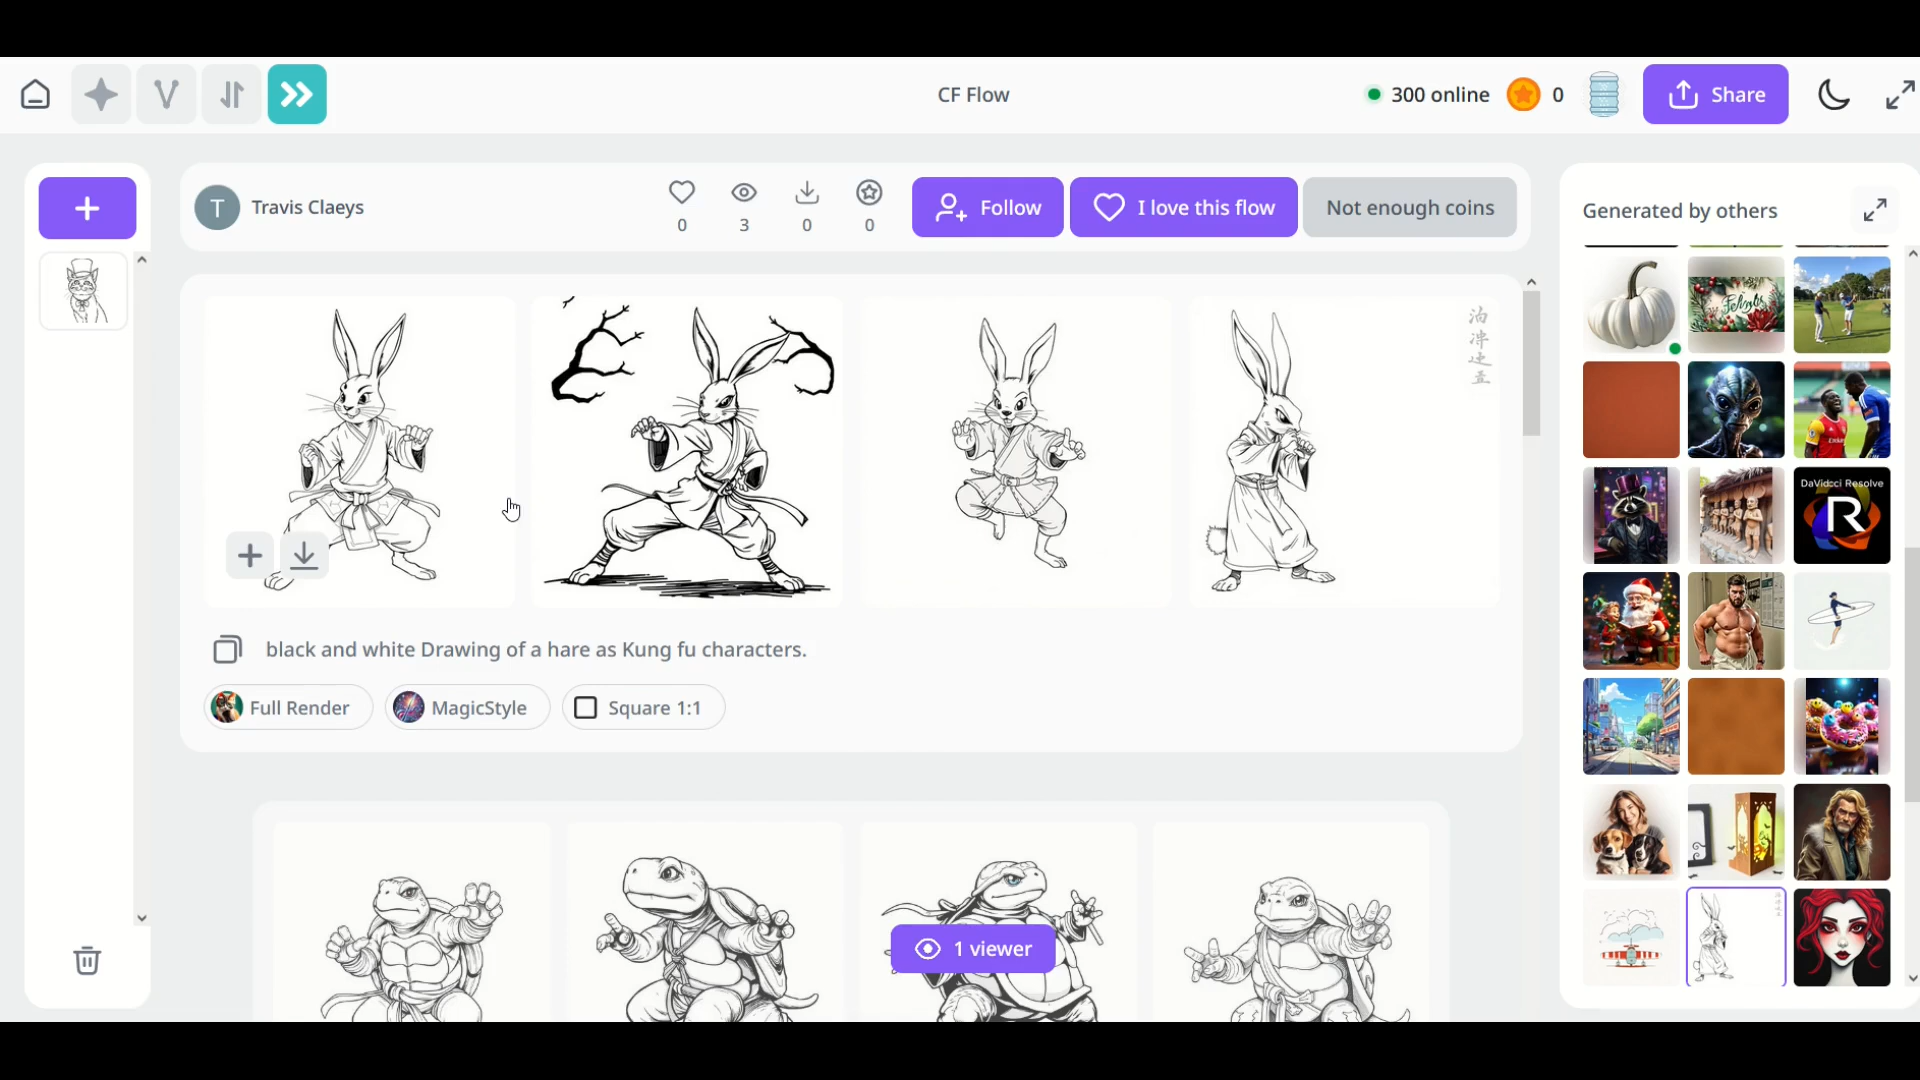 CF Flow
300 online
0
Share
Travis Claeys
0
3
0
0
Follow
I love this flow
Not enough coins
Generated by others
DaVidcci Resolve
R
black and white Drawing of a hare as Kung fu characters.
Full Render
MagicStyle
Square 1:1
1 viewer
T